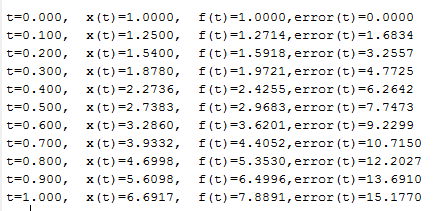 t=0.000,  x(t)=1.0000,  f(t)=1.0000,error(t)=0.0000
t=0.100,  x(t)=1.2500,  f(t)=1.2714,error(t)=1.6834
t=0.200,  x(t)=1.5400,  f(t)=1.5918,error(t)=3.2557
t=0.300,  x(t)=1.8780,  f(t)=1.9721,error(t)=4.7725
t=0.400,  x(t)=2.2736,  f(t)=2.4255,error(t)=6.2642
t=0.500,  x(t)=2.7383,  f(t)=2.9683,error(t)=7.7473
t=0.600,  x(t)=3.2860,  f(t)=3.6201,error(t)=9.2299
t=0.700,  x(t)=3.9332,  f(t)=4.4052,error(t)=10.7150
t=0.800,  x(t)=4.6998,  f(t)=5.3530,error(t)=12.2027
t=0.900,  x(t)=5.6098,  f(t)=6.4996,error(t)=13.6910
t=1.000,  x(t)=6.6917,  f(t)=7.8891,error(t)=15.1770